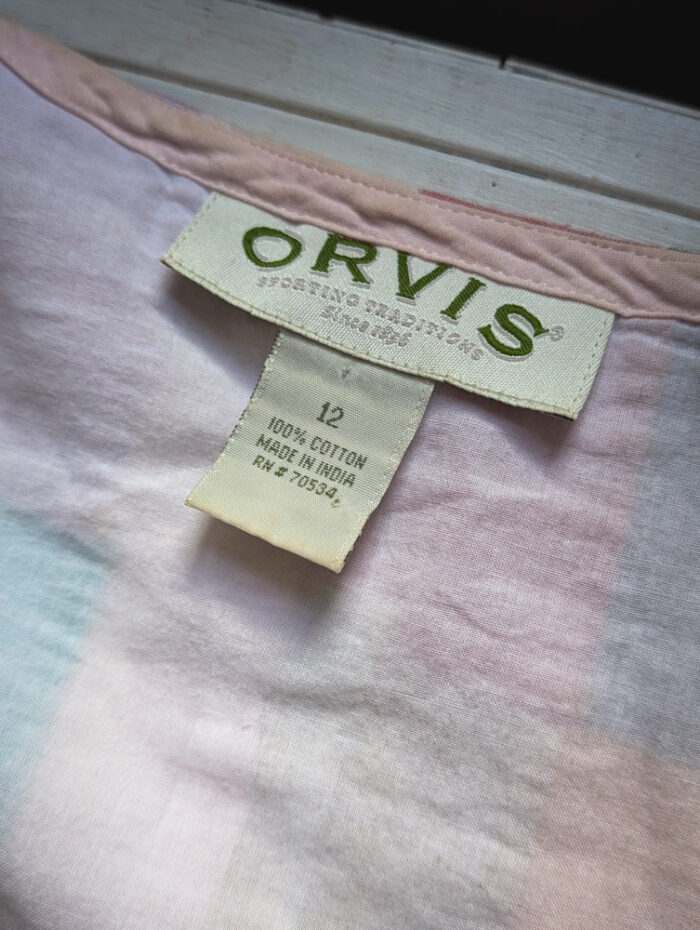 ORVIS®
SPORTING TRADITIONS
Since 1856
12
100% COTTON
MADE IN INDIA
RN # 70534